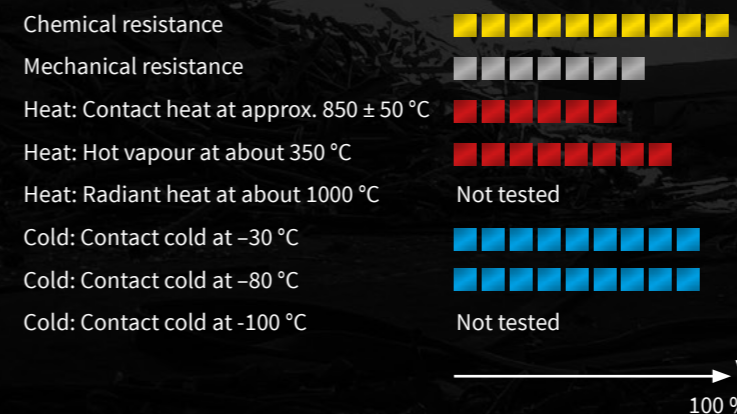 Chemical resistance
Mechanical resistance
Heat: Contact heat at approx. 850 ± 50 °C
Heat: Hot vapour at about 350 °C
Heat: Radiant heat at about 1000 °C Not tested
Cold: Contact cold at –30 °C
Cold: Contact cold at –80 °C
Cold: Contact cold at -100 °C Not tested
100 %